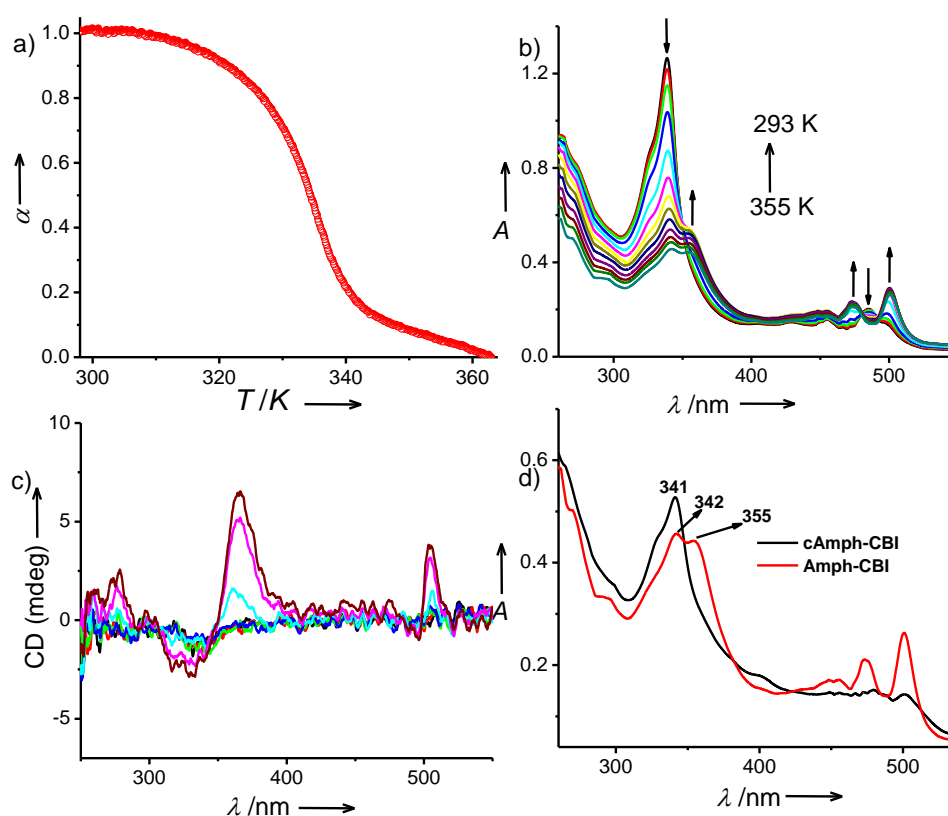 a)
1.0
0.8
0.6
0.4
0.2
0.0
α
300
320
340
360
T /K
b)
1.2
0.8
0.4
0.0
A
293 K
355 K
300
400
500
λ /nm
c)
10
5
0
-5
CD (mdeg)
300
400
500
λ /nm
d)
0.6
0.4
0.2
A
341
342
355
cAmph-CBI
Amph-CBI
300
400
500
λ /nm